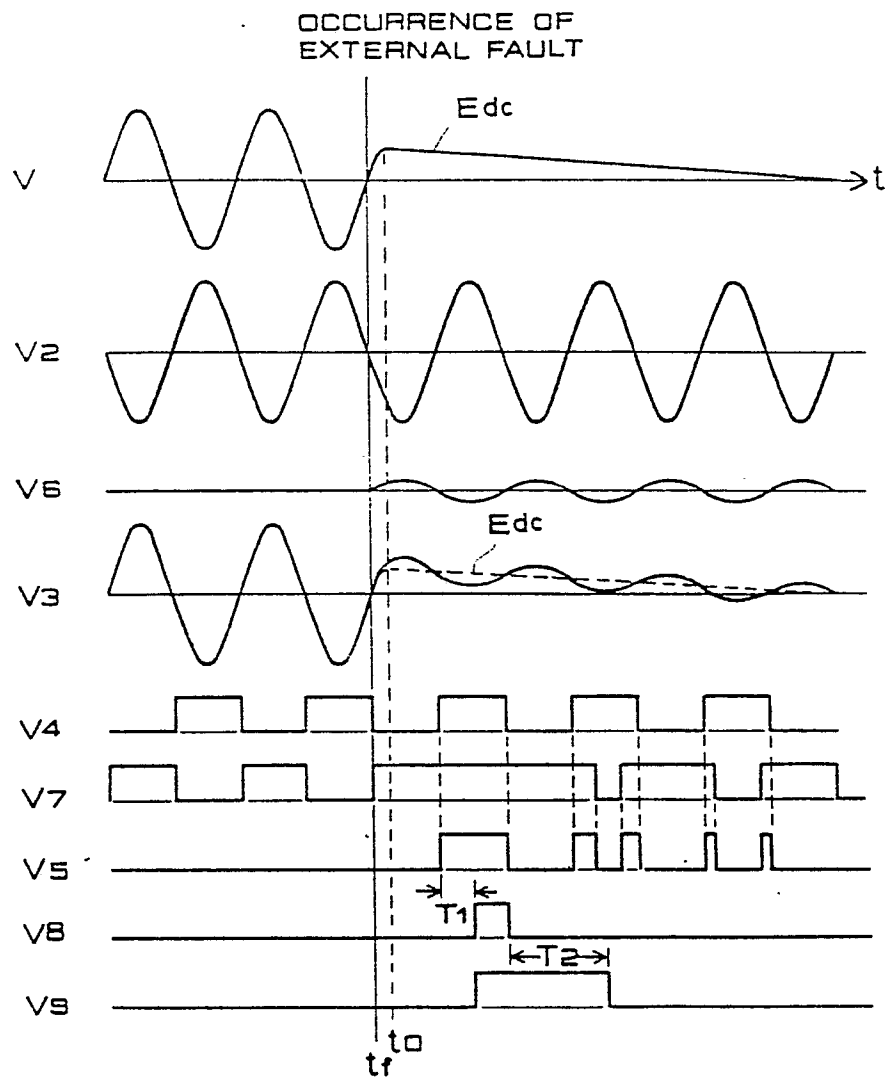 OCCURRENCE OF
EXTERNAL FAULT
Edc
V
t
V2
V6
Edc
V3
V4
V7
V5
T1
V8
T2
V9
to
tf